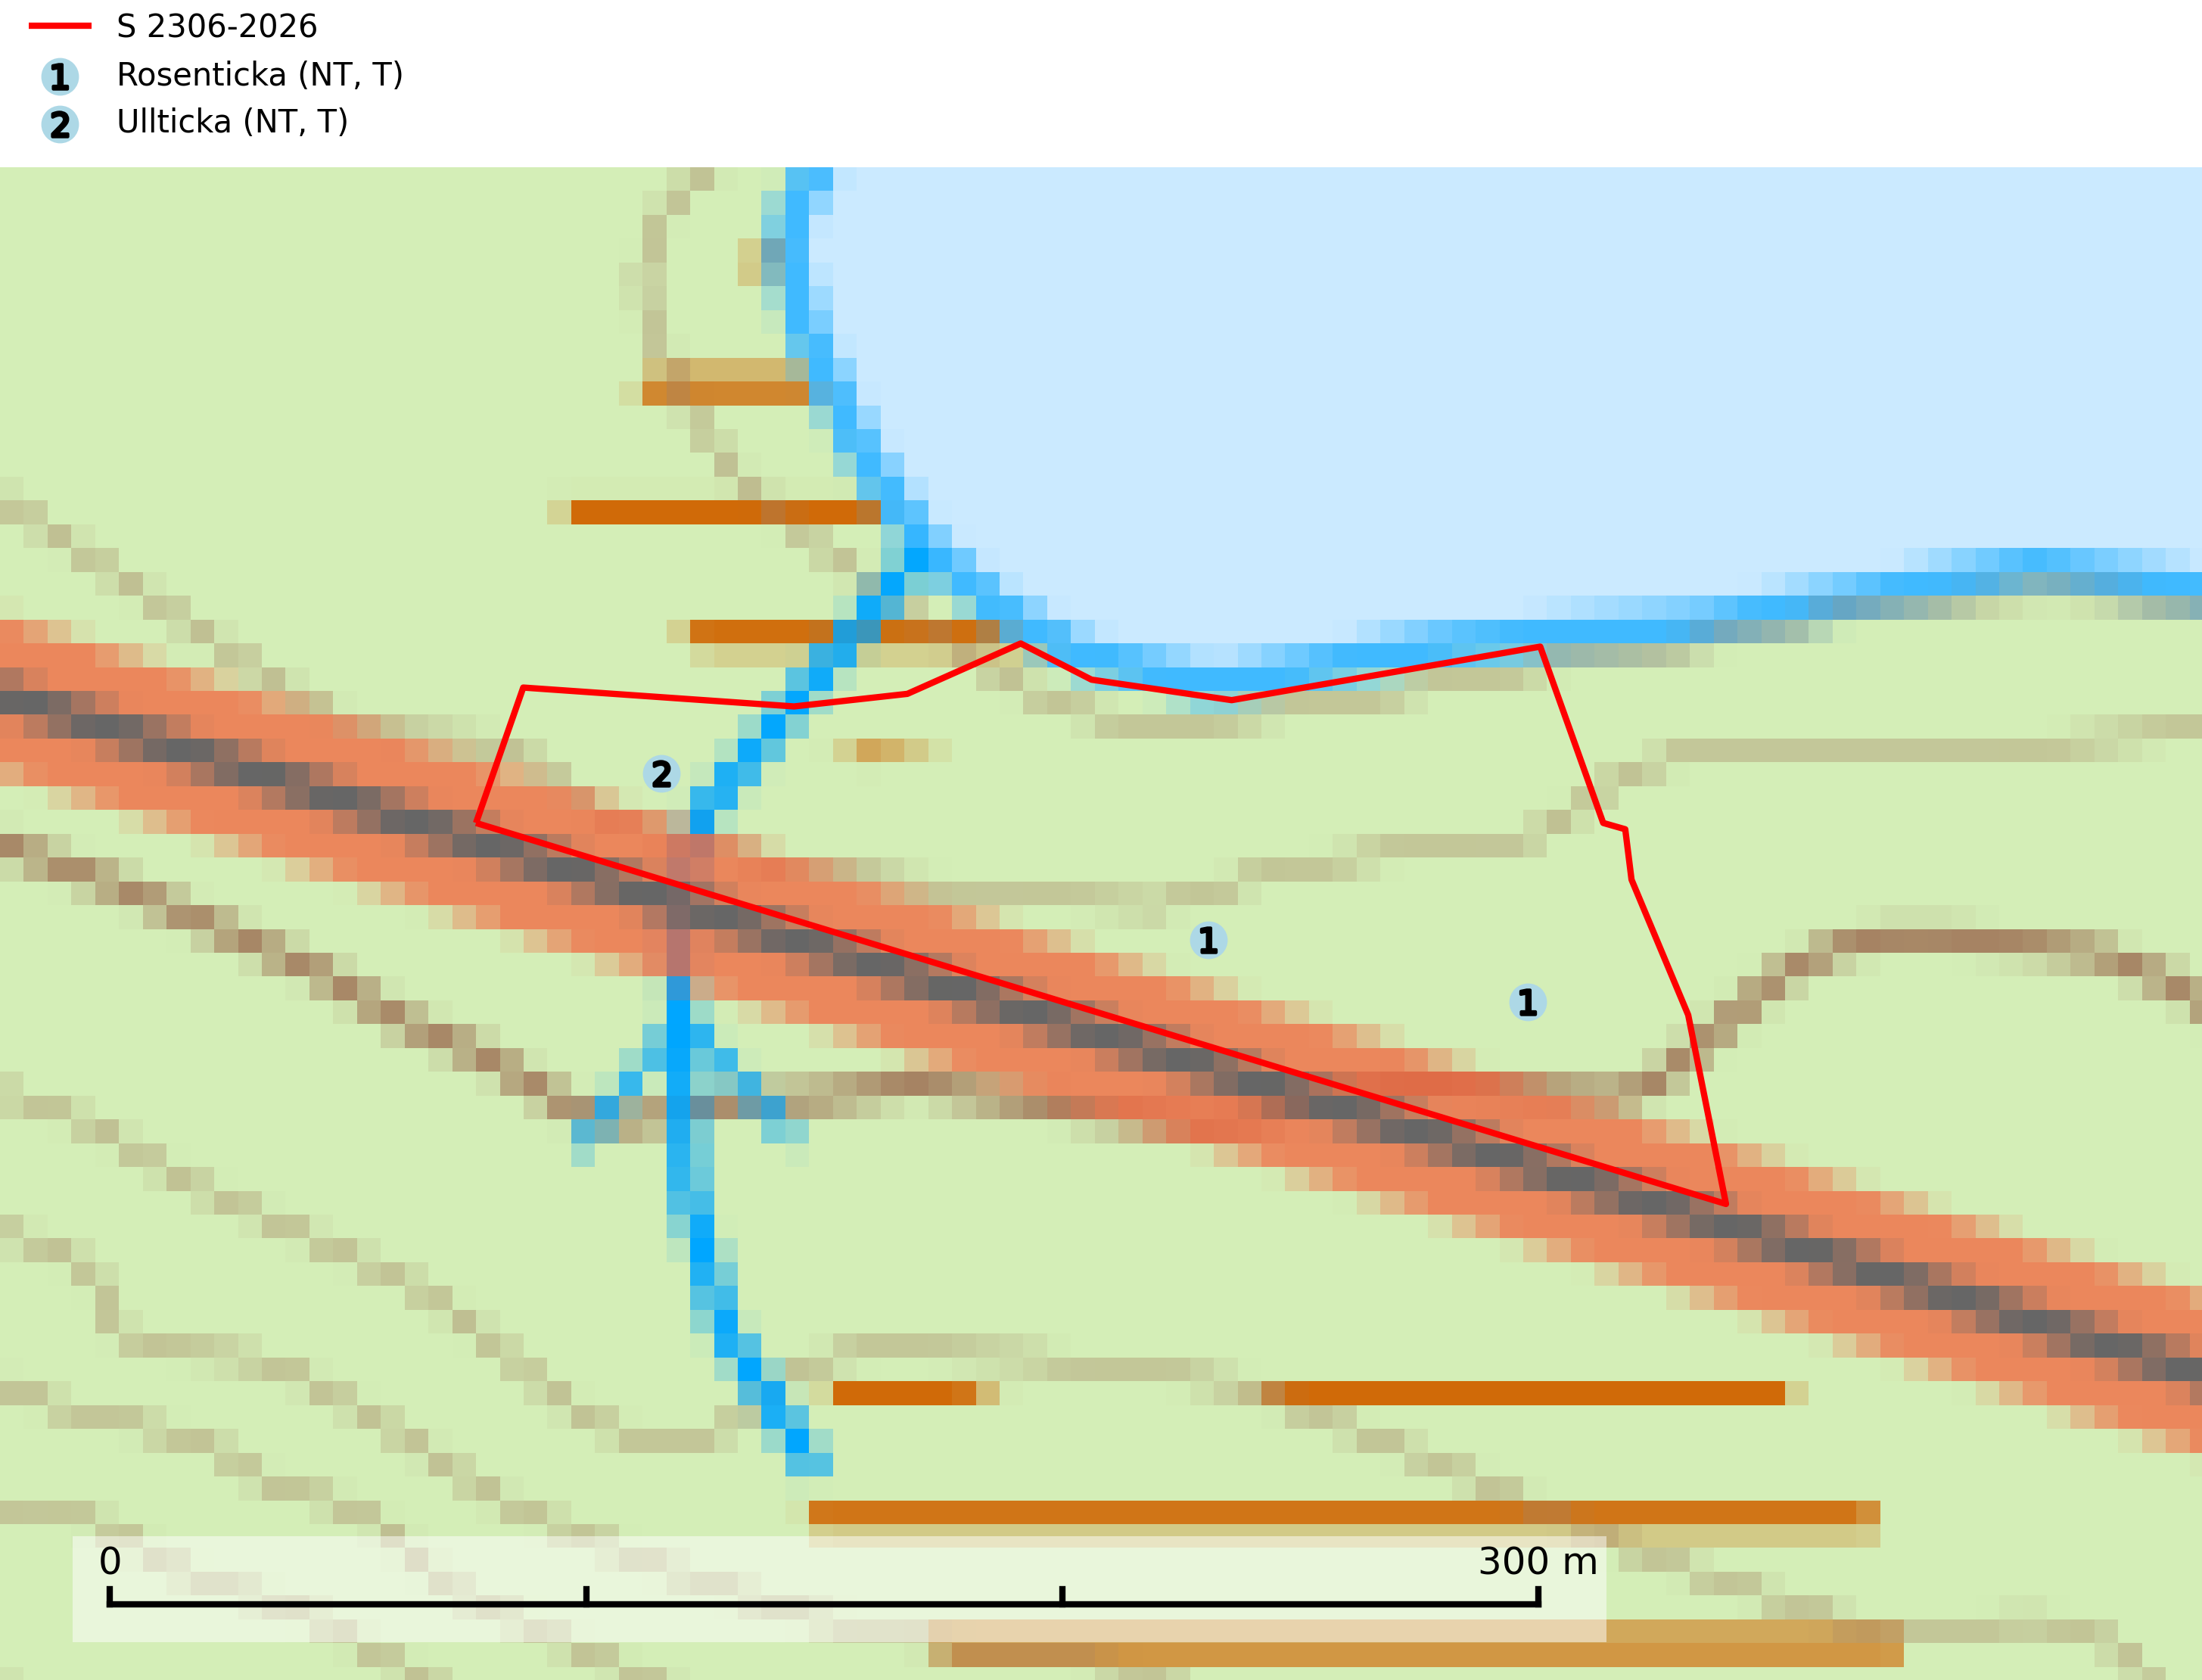 S 2306-2026
1 Rosenticka (NT, T)
2 Ullticka (NT, T)
2
1
1
0 300 m